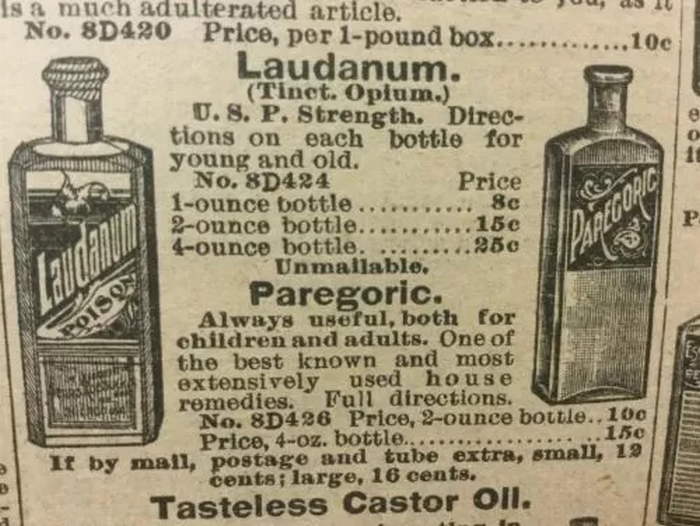 is a much adulterated article.
No. 8D420 Price, per 1-pound box.............10c
Laudanum.
(Tinct. Opium.)
U. S. P. Strength. Direc-
tions on each bottle for
young and old.
No. 8D424 Price
1-ounce bottle........... 8c
2-ounce bottle...........15c
4-ounce bottle. .........25c
Unmailable.
Laudanum
POISON
PAREGORIC
Paregoric.
Always useful, both for
children and adults. One of
the best known and most
extensively used house
remedies. Full directions.
No. 8D426 Price, 2-ounce bottle..10c
Price, 4-oz. bottle......................15c
If by mail, postage and tube extra, small, 12
cents; large, 16 cents.
Tasteless Castor Oil.